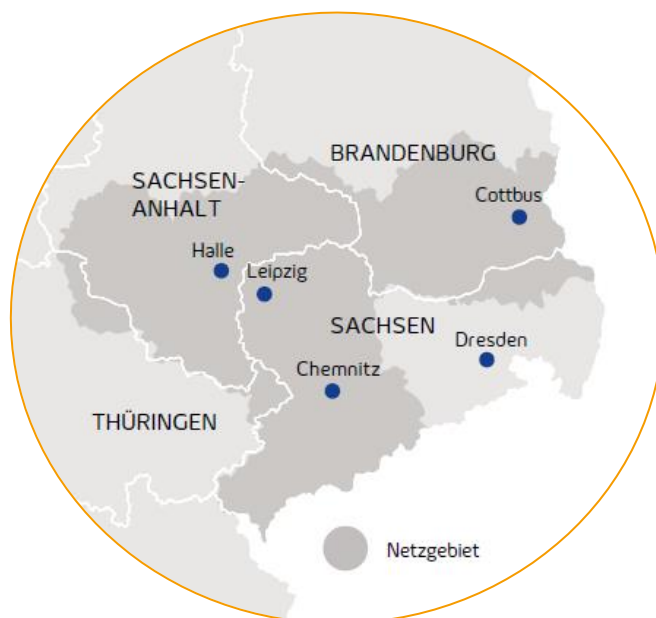 BRANDENBURG
SACHSEN-
ANHALT
Cottbus
Halle
Leipzig
SACHSEN
Dresden
Chemnitz
THÜRINGEN
Netzgebiet